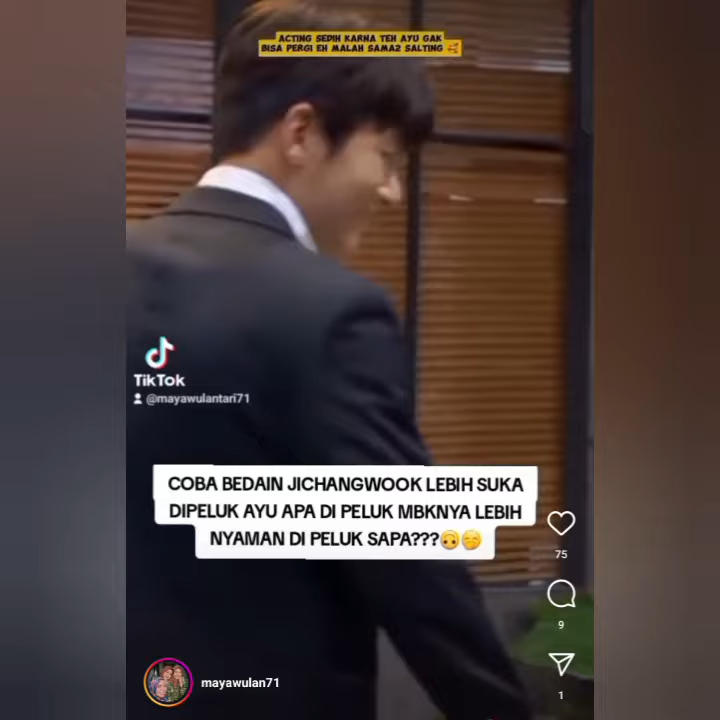 ACTING SEDIH KARNA TEH AYU GAK
BISA PERGI EH MALAH SAMA2 SALTING 🥰
TikTok
@mayawulantari71
COBA BEDAIN JICHANGWOOK LEBIH SUKA
DIPELUK AYU APA DI PELUK MBKNYA LEBIH
NYAMAN DI PELUK SAPA???🙃🤭
75
9
1
mayawulan71